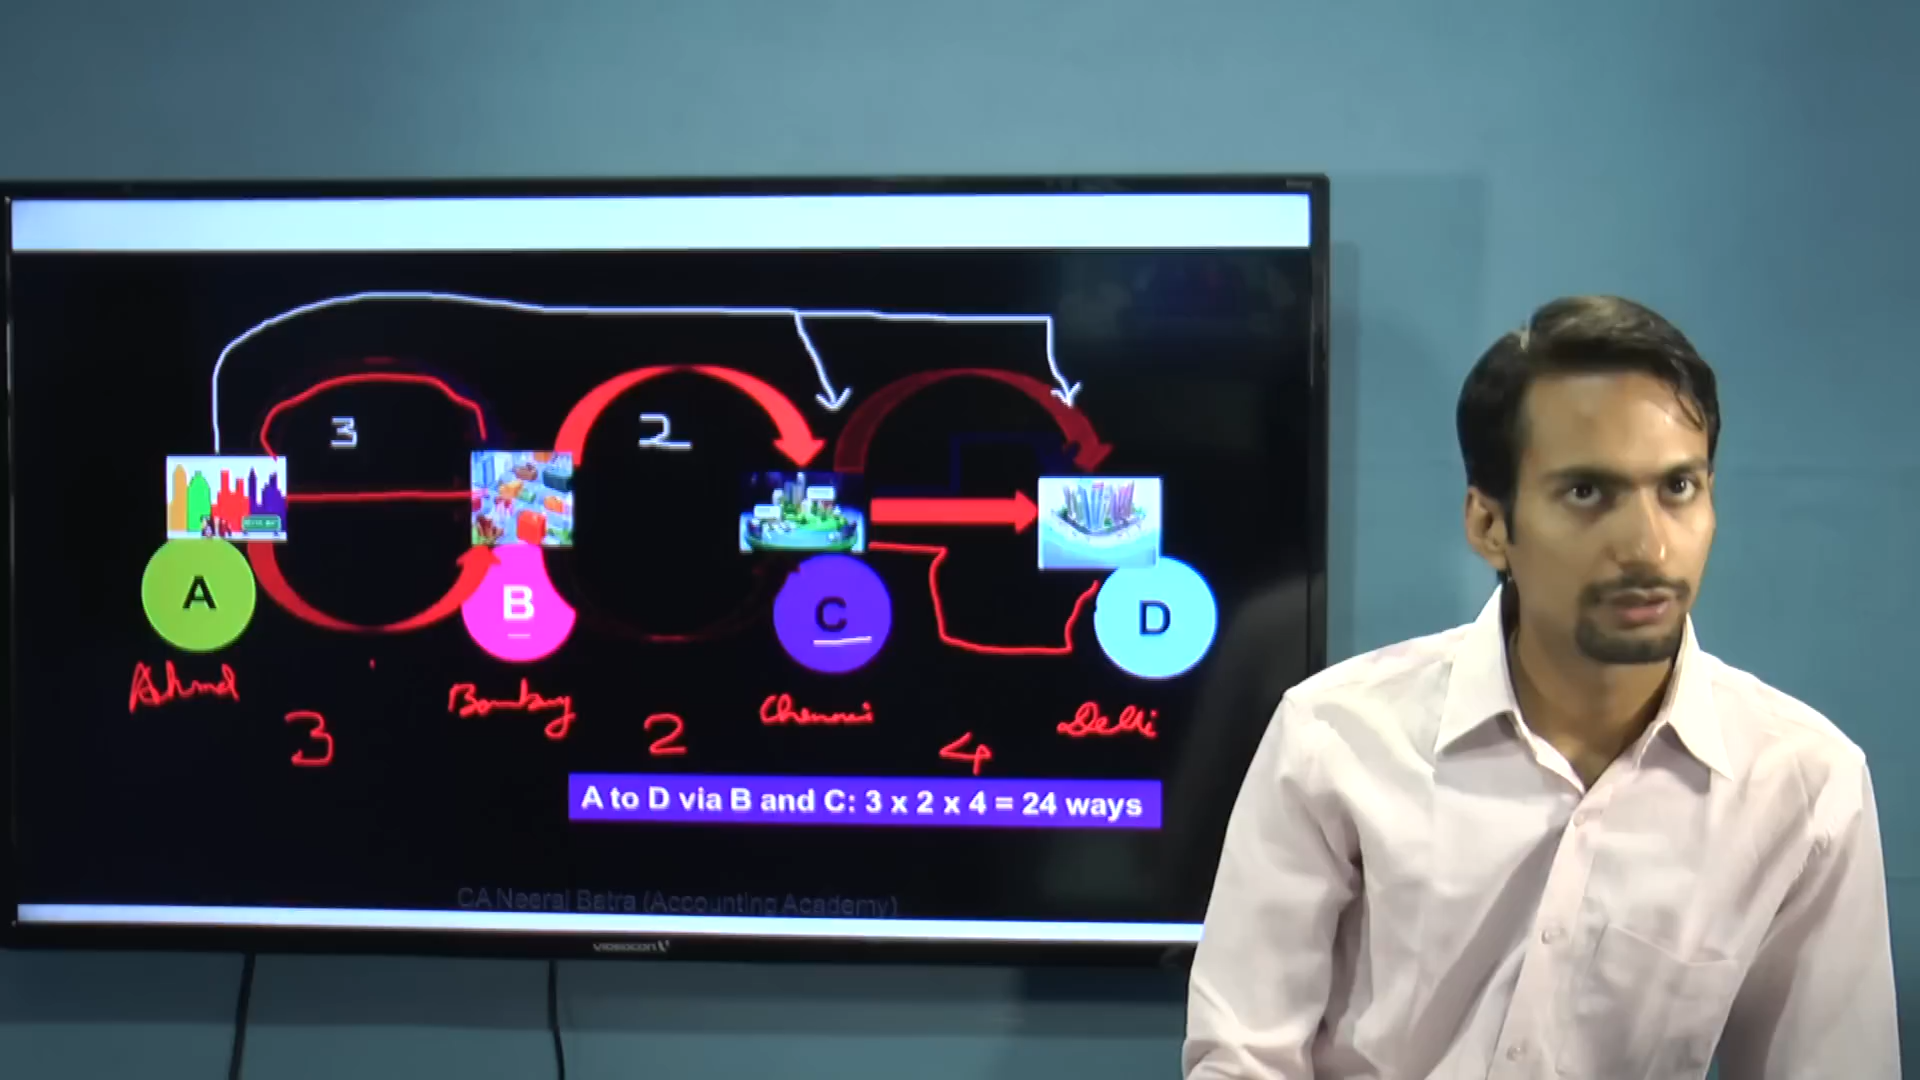 3
2
A
B
C
D
Ahmd
Bombay
Chennai
Delhi
3
2
4
A to D via B and C: 3 x 2 x 4 = 24 ways
CA Neeraj Batra (Accounting Academy)
VIDEOCON